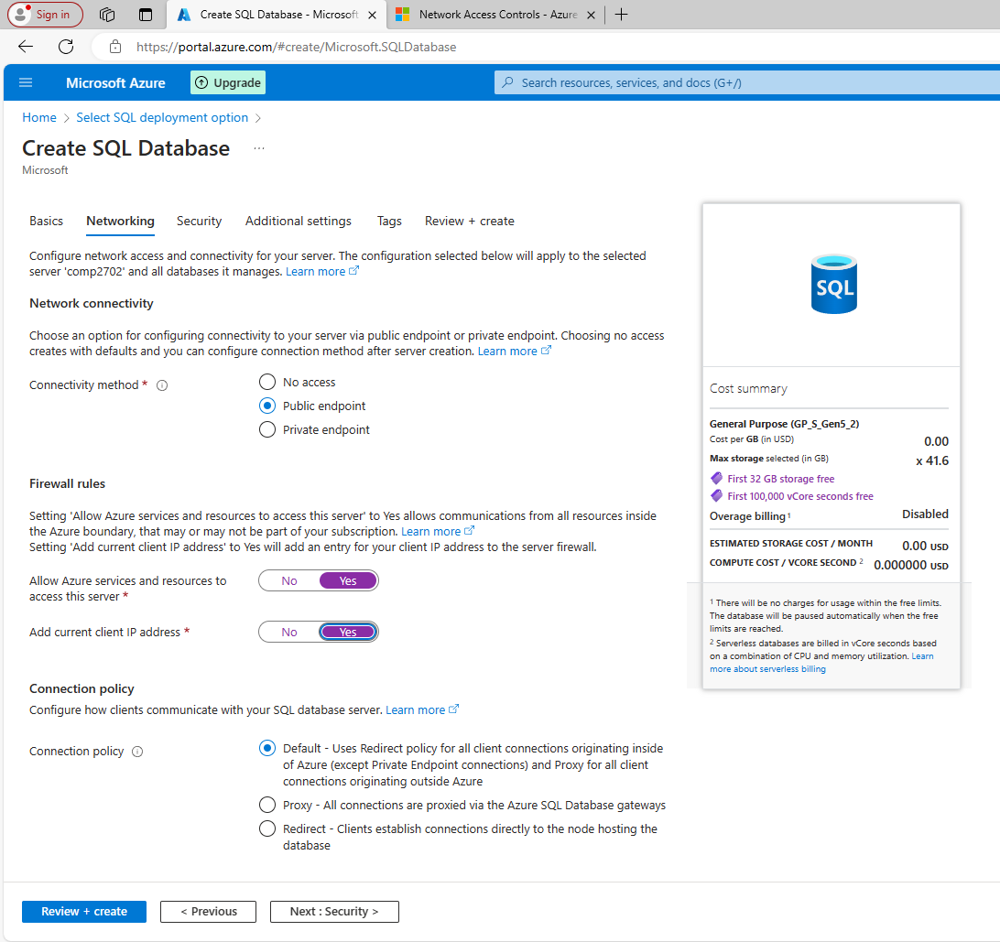 Sign in
Create SQL Database - Microsoft
Network Access Controls - Azure
https://portal.azure.com/#create/Microsoft.SQLDatabase
Microsoft Azure
Upgrade
Search resources, services, and docs (G+/)
Home > Select SQL deployment option >
Create SQL Database ...
Microsoft
Basics Networking Security Additional settings Tags Review + create
Configure network access and connectivity for your server. The configuration selected below will apply to the selected
server 'comp2702' and all databases it manages. Learn more
Network connectivity
Choose an option for configuring connectivity to your server via public endpoint or private endpoint. Choosing no access
creates with defaults and you can configure connection method after server creation. Learn more
Connectivity method *
No access
Public endpoint
Private endpoint
Firewall rules
Setting 'Allow Azure services and resources to access this server' to Yes allows communications from all resources inside
the Azure boundary, that may or may not be part of your subscription. Learn more
Setting 'Add current client IP address' to Yes will add an entry for your client IP address to the server firewall.
Allow Azure services and resources to
access this server *
No Yes
Add current client IP address *
No Yes
Connection policy
Configure how clients communicate with your SQL database server. Learn more
Connection policy
Default - Uses Redirect policy for all client connections originating inside
of Azure (except Private Endpoint connections) and Proxy for all client
connections originating outside Azure
Proxy - All connections are proxied via the Azure SQL Database gateways
Redirect - Clients establish connections directly to the node hosting the
database
Review + create
< Previous
Next : Security >
SQL
Cost summary
General Purpose (GP_S_Gen5_2)
Cost per GB (in USD) 0.00
Max storage selected (in GB) x 41.6
First 32 GB storage free
First 100,000 vCore seconds free
Overage billing 1 Disabled
ESTIMATED STORAGE COST / MONTH 0.00 USD
COMPUTE COST / VCORE SECOND 2 0.000000 USD
1 There will be no charges for usage within the free limits.
The database will be paused automatically when the free
limits are reached.
2 Serverless databases are billed in vCore seconds based
on a combination of CPU and memory utilization. Learn
more about serverless billing